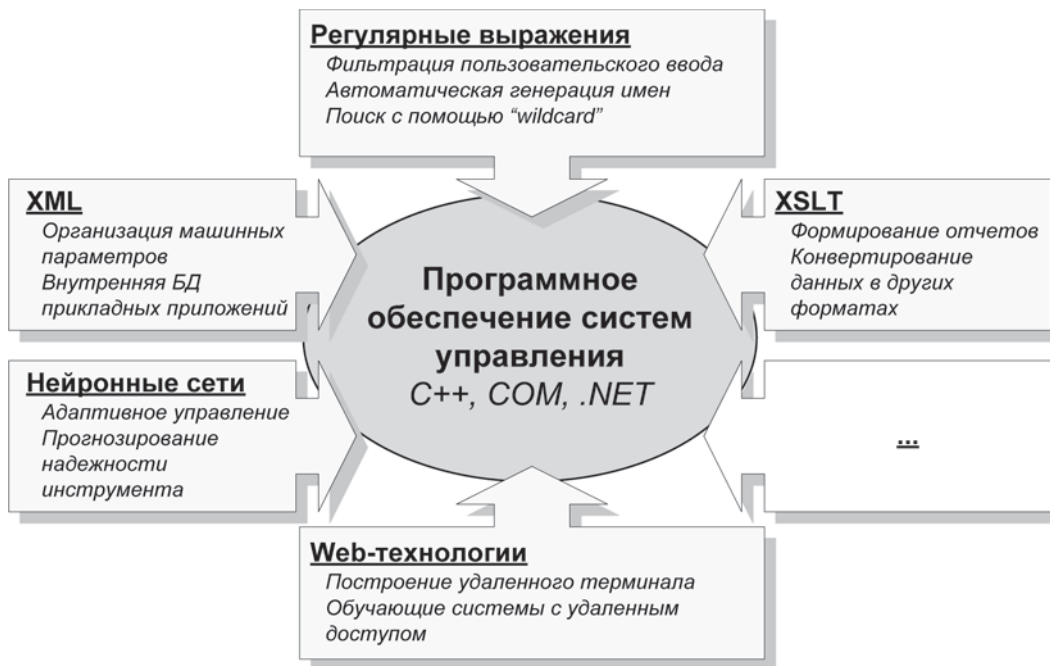 Регулярные выражения
Фильтрация пользовательского ввода
Автоматическая генерация имен
Поиск с помощью “wildcard”
XML
Организация машинных
параметров
Внутренняя БД
прикладных приложений
XSLT
Формирование отчетов
Конвертирование
данных в других
форматах
Программное
обеспечение систем
управления
C++, COM, .NET
Нейронные сети
Адаптивное управление
Прогнозирование
надежности
инструмента
...
Web-технологии
Построение удаленного терминала
Обучающие системы с удаленным
доступом